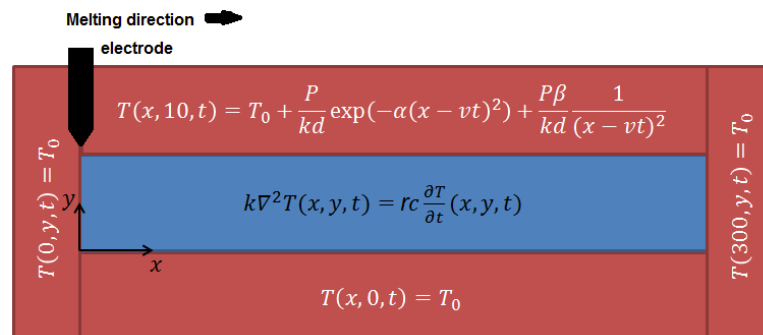 Melting direction
electrode
T(x, 10, t) = T₀ + P/kd exp(−α(x − vt)²) + Pβ/kd 1/(x − vt)²
T(0, y, t) = T₀
y
k∇²T(x, y, t) = rc ∂T/∂t (x, y, t)
x
T(300, y, t) = T₀
T(x, 0, t) = T₀